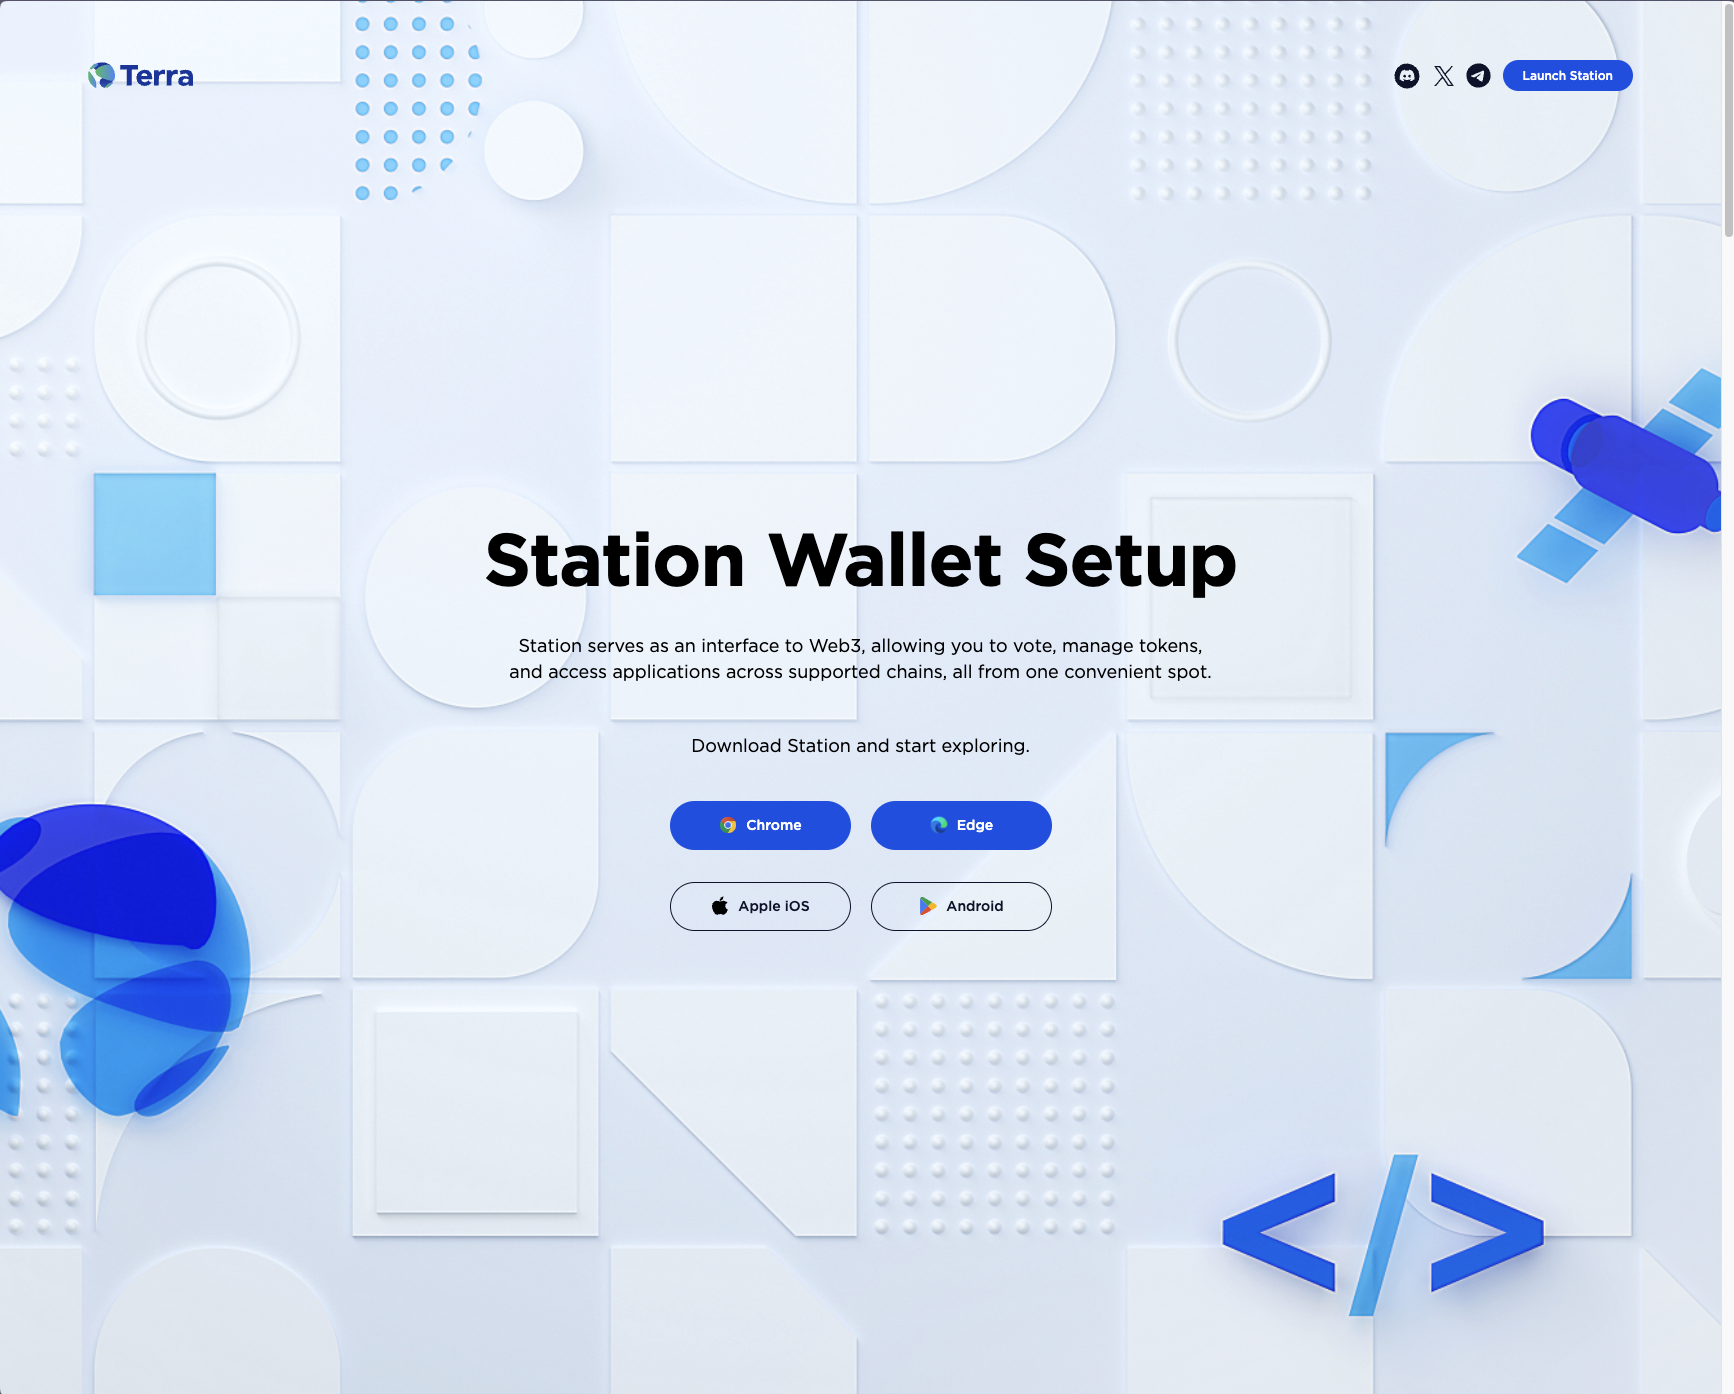 Terra
Launch Station
Station Wallet Setup
Station serves as an interface to Web3, allowing you to vote, manage tokens,
and access applications across supported chains, all from one convenient spot.
Download Station and start exploring.
Chrome
Edge
Apple iOS
Android